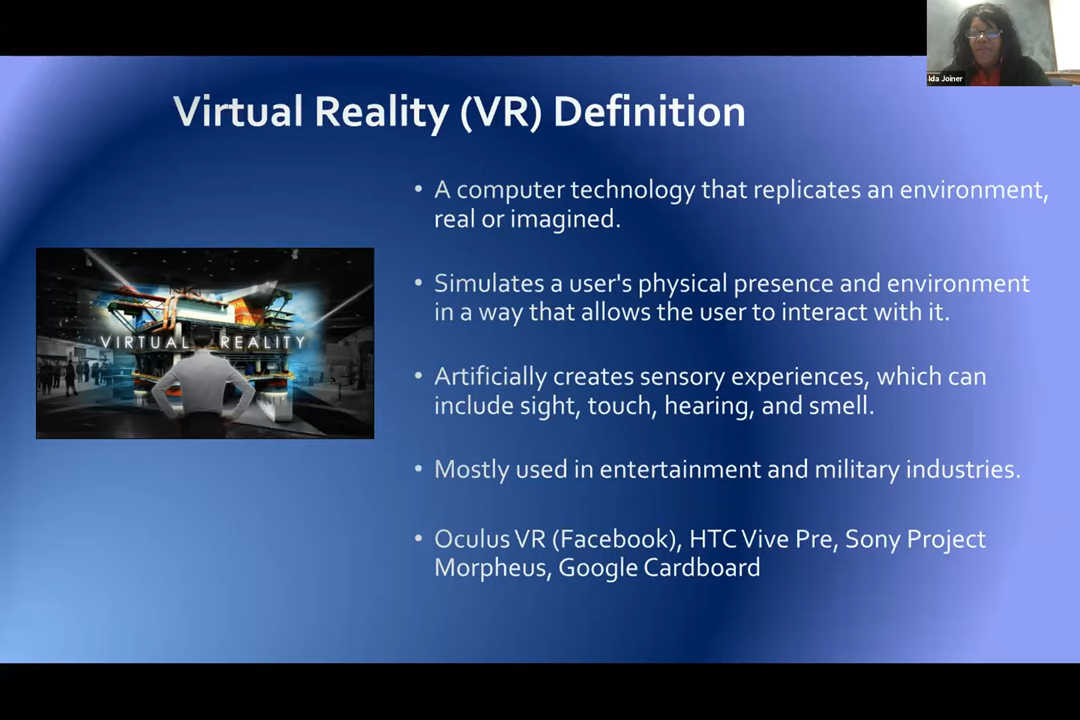 Ida Joiner
Virtual Reality (VR) Definition
• A computer technology that replicates an environment,
real or imagined.
• Simulates a user's physical presence and environment
in a way that allows the user to interact with it.
VIRTUAL REALITY
• Artificially creates sensory experiences, which can
include sight, touch, hearing, and smell.
• Mostly used in entertainment and military industries.
• Oculus VR (Facebook), HTC Vive Pre, Sony Project
Morpheus, Google Cardboard